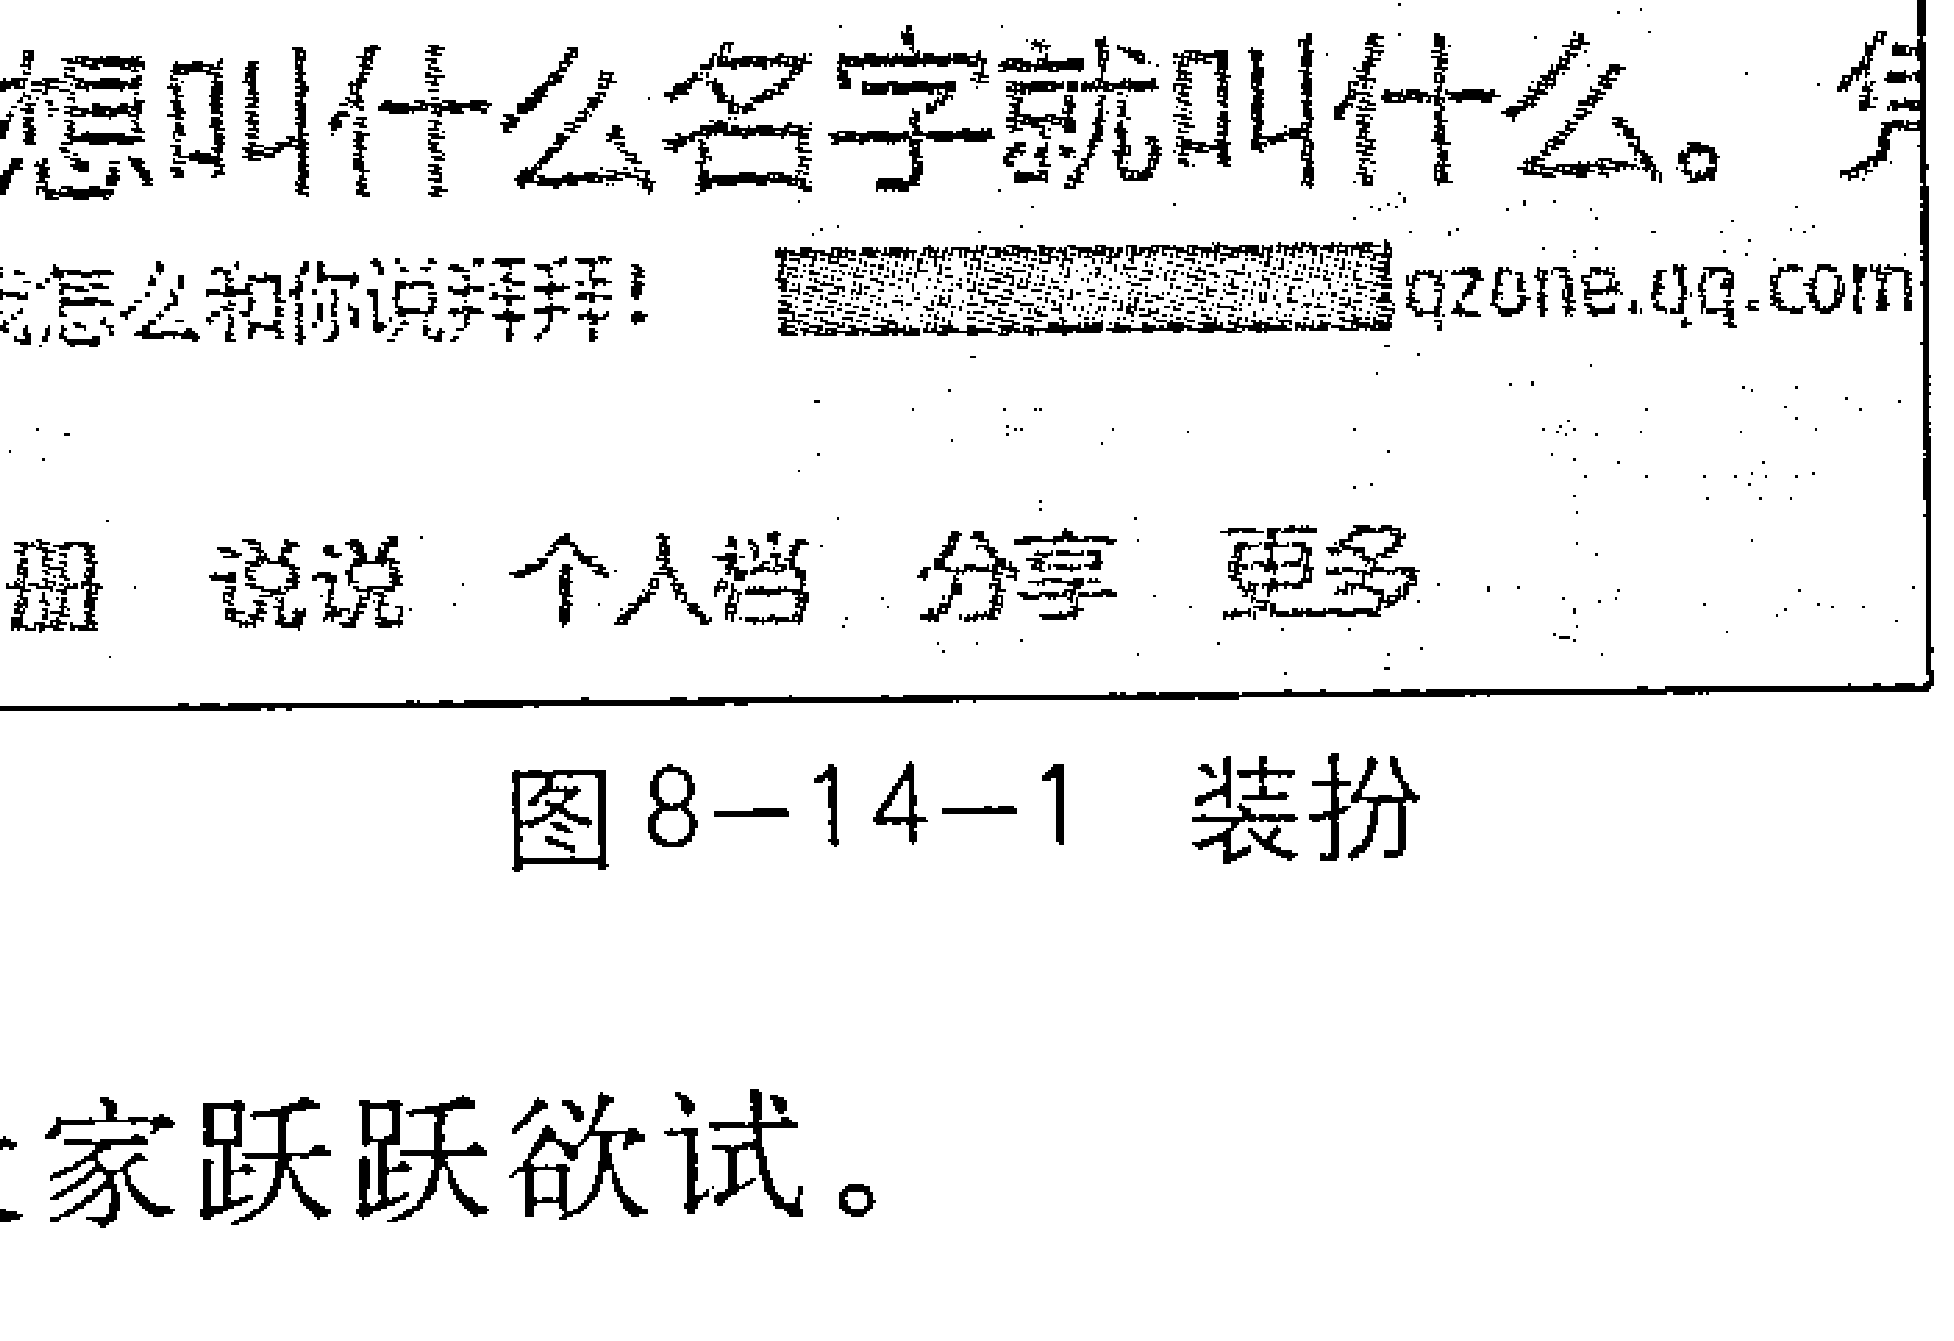 想叫什么名字就叫什么。
怎么和你说拜拜! qzone.qq.com
说说 个人档 分享 更多
图8-14-1 装扮
家跃跃欲试。